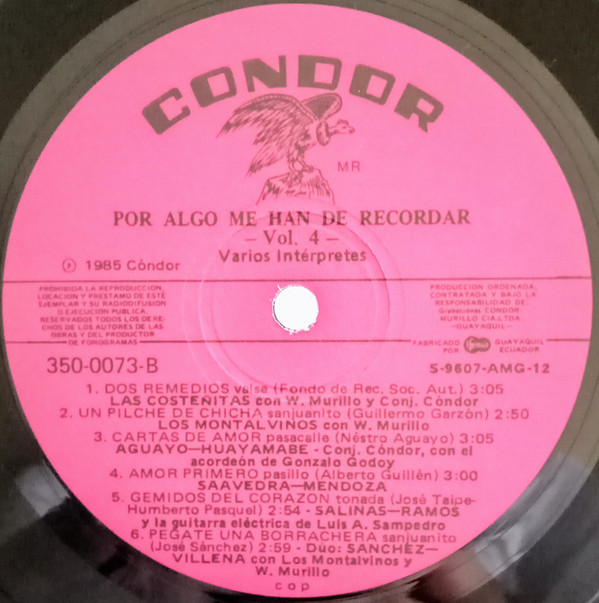 CONDOR
MR
POR ALGO ME HAN DE RECORDAR
– Vol. 4 –
Varios Intérpretes
Ⓟ 1985 Cóndor
PROHIBIDA LA REPRODUCCION,
LOCACION Y PRESTAMO DE ESTE
EJEMPLAR Y SU RADIODIFUSION
O EJECUCION PUBLICA.
RESERVADOS TODOS LOS DERE-
CHOS DE LOS AUTORES DE LAS
OBRAS Y DEL PRODUCTOR
DE FONOGRAMAS
PRODUCCION ORDENADA,
CONTRATADA Y BAJO LA
RESPONSABILIDAD DE:
Grabaciones CONDOR-
MURILLO CIA. LTDA.
-GUAYAQUIL-
FABRICADO
POR
GUAYAQUIL
ECUADOR
350-0073-B
S-9607-AMG-12
1. DOS REMEDIOS valse (Fondo de Rec. Soc. Aut.) 3:05
LAS COSTEÑITAS con W. Murillo y Conj. Cóndor
2. UN PILCHE DE CHICHA sanjuanito (Guillermo Garzón) 2:50
LOS MONTALVINOS con W. Murillo
3. CARTAS DE AMOR pasacalle (Néstro Aguayo) 3:05
AGUAYO—HUAYAMABE - Conj. Cóndor, con el
acordeón de Gonzalo Godoy
4. AMOR PRIMERO pasillo (Alberto Guillén) 3:00
SAAVEDRA—MENDOZA
5. GEMIDOS DEL CORAZON tonada (José Taipe-
Humberto Pasquel) 2:54 - SALINAS—RAMOS
y la guitarra eléctrica de Luis A. Sampedro
6. PEGATE UNA BORRACHERA sanjuanito
(José Sánchez) 2:59 - Dúo: SANCHEZ—
VILLENA con Los Montalvinos y
W. Murillo
cop